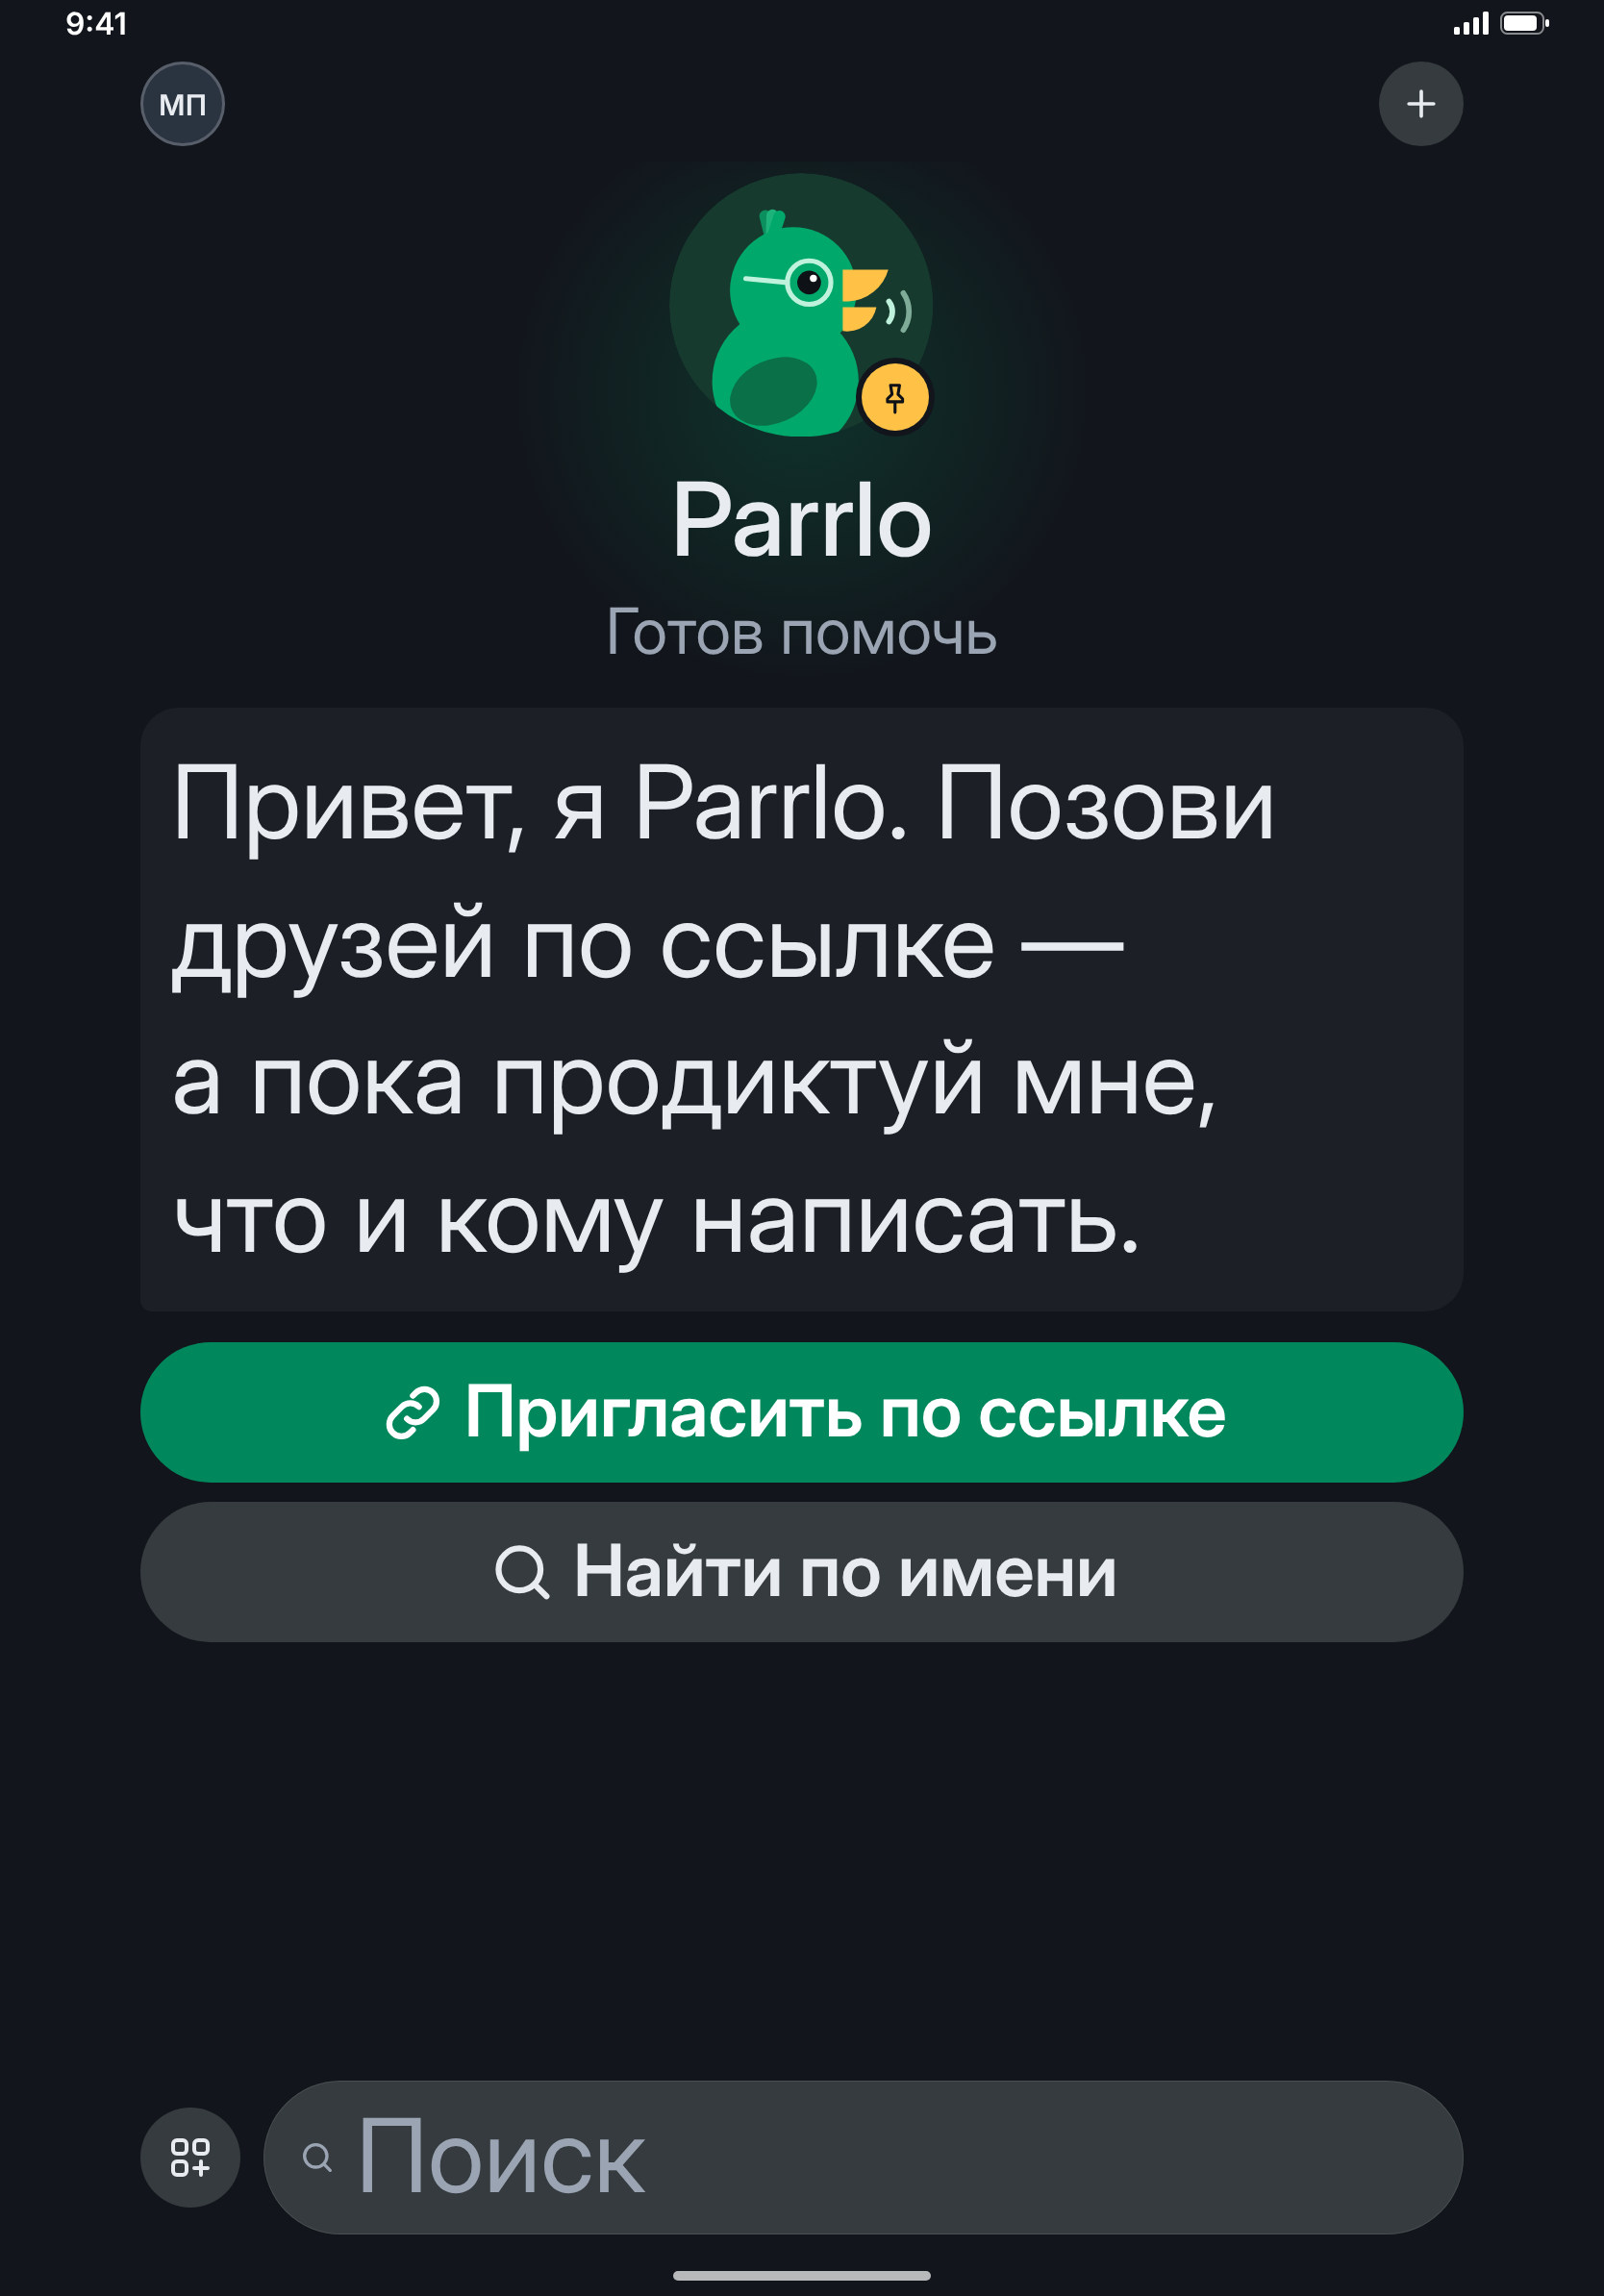 9:41
МП
Parrlo
Готов помочь
Привет, я Parrlo. Позови
друзей по ссылке —
а пока продиктуй мне,
что и кому написать.
Пригласить по ссылке
Найти по имени
Поиск